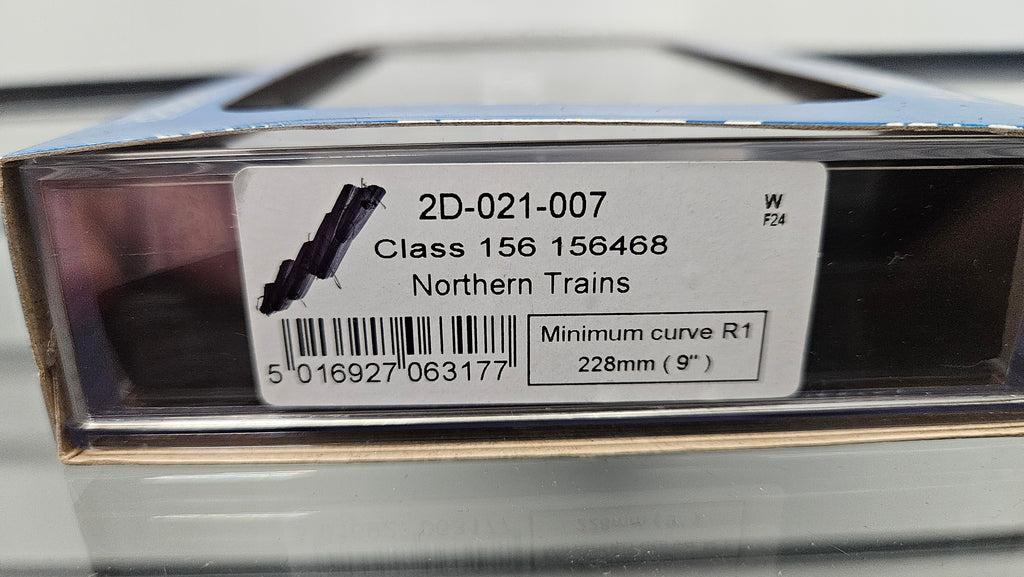 2D-021-007
W
F24
Class 156 156468
Northern Trains
5 016927 063177
Minimum curve R1
228mm ( 9" )